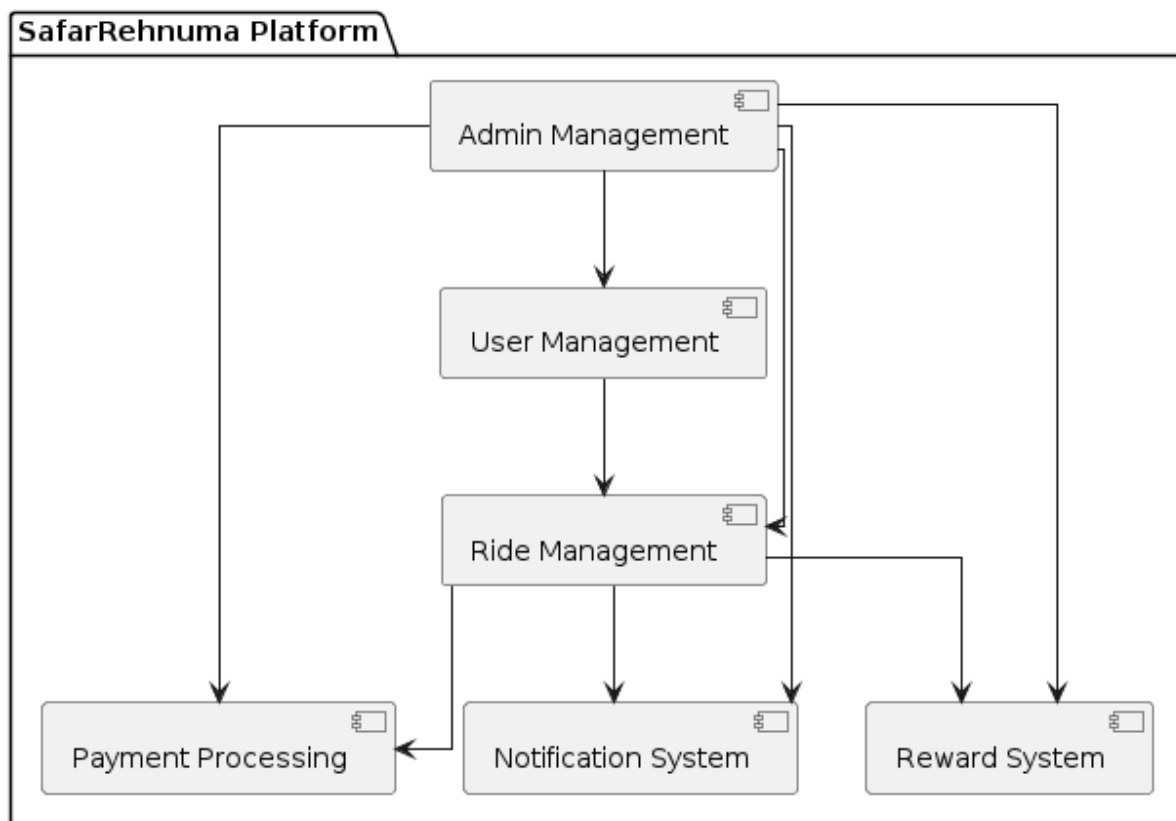 SafarRehnuma Platform
Admin Management
User Management
Ride Management
Payment Processing
Notification System
Reward System